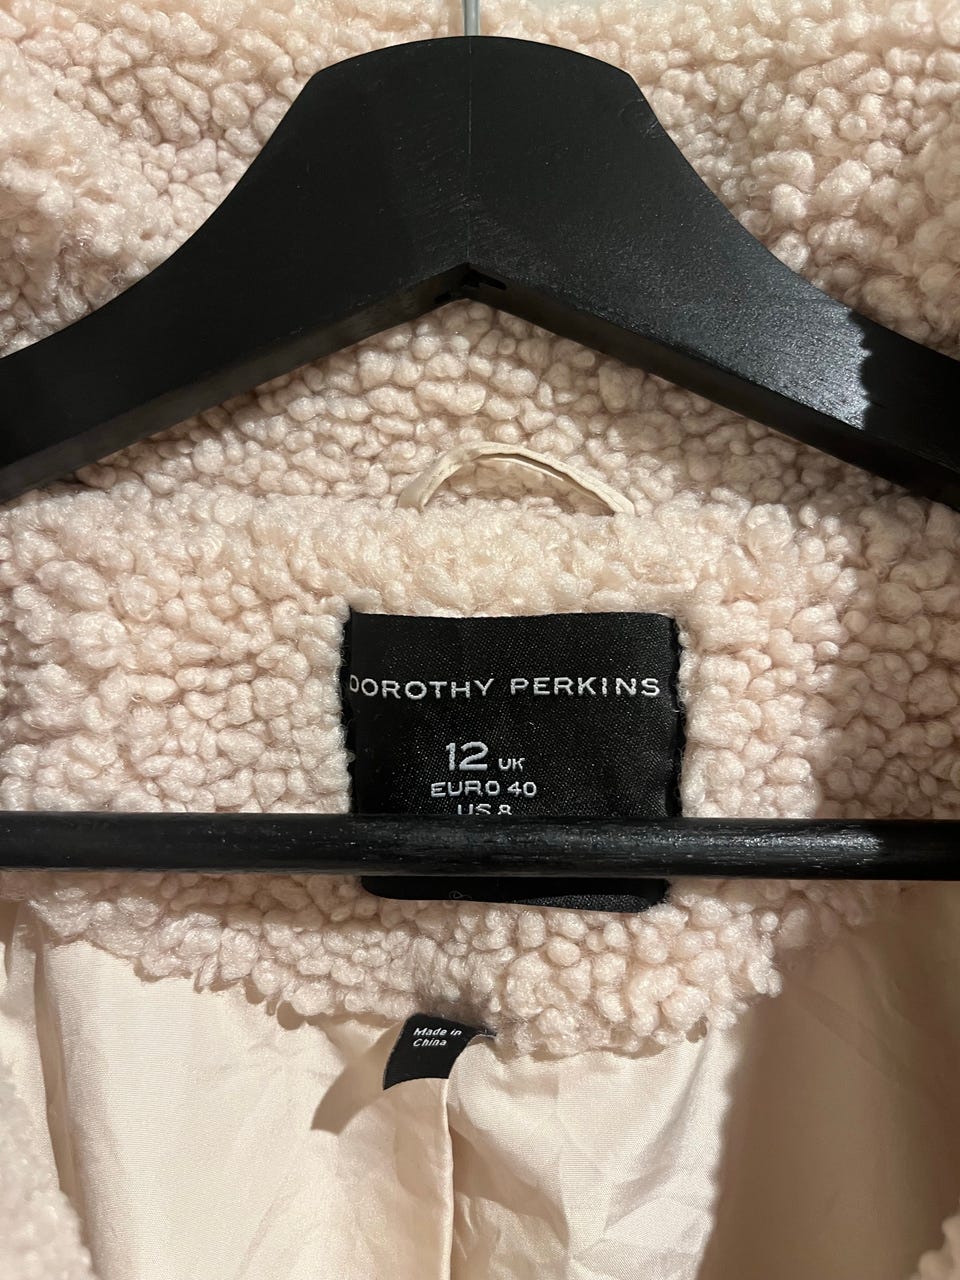 DOROTHY PERKINS
12 UK
EURO 40
US 8
Made in
China